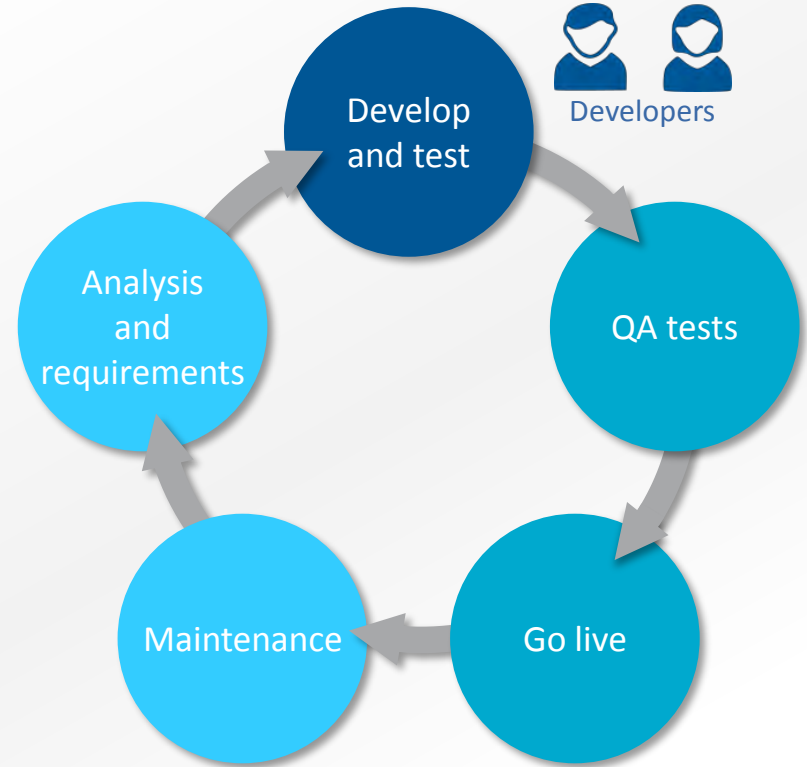 Develop
and test
Developers
QA tests
Go live
Maintenance
Analysis
and
requirements